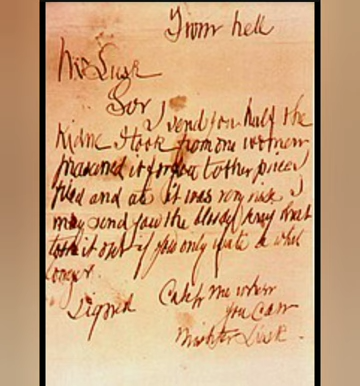 From hell
Mr Lusk
Sor
I send you half the
Kidne I took from one women
prasarved it for you tother piece I
fried and ate it was very nise I
may send you the bloody knif that
took it out if you only wate a whil
longer.
Signed Catch me when
you Can
Mishter Lusk.